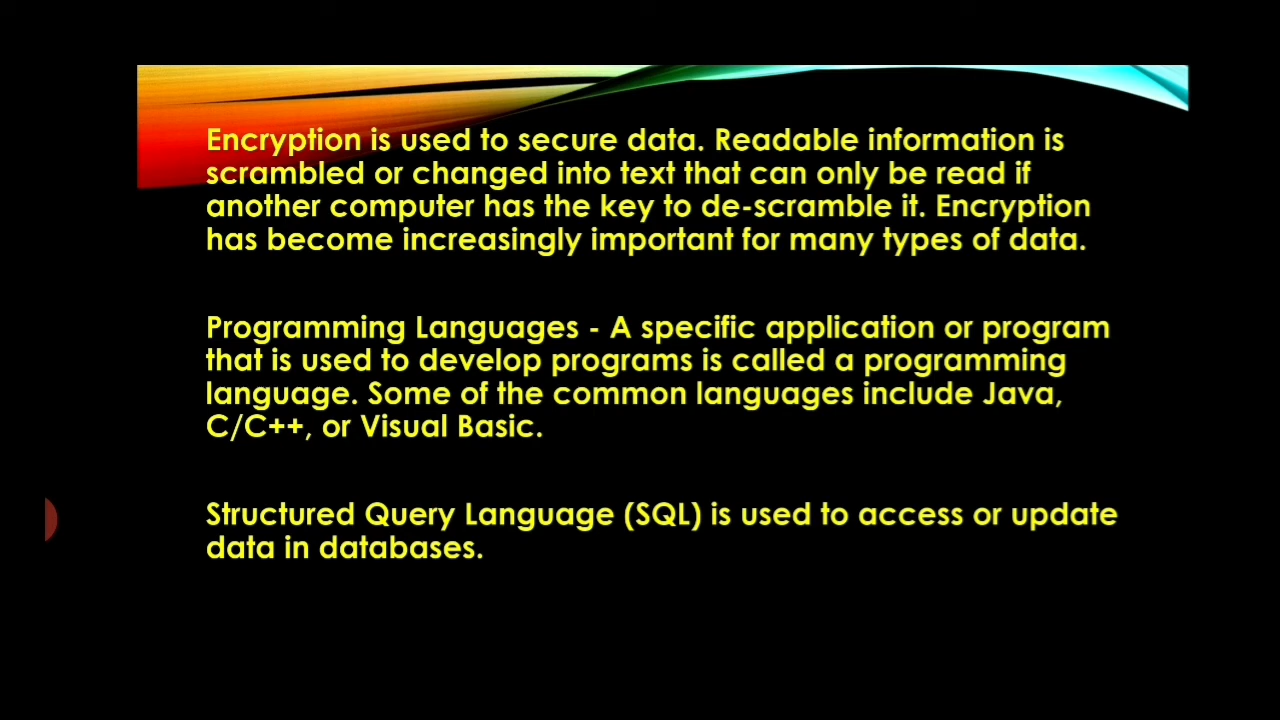 Encryption is used to secure data. Readable information is
scrambled or changed into text that can only be read if
another computer has the key to de-scramble it. Encryption
has become increasingly important for many types of data.
Programming Languages - A specific application or program
that is used to develop programs is called a programming
language. Some of the common languages include Java,
C/C++, or Visual Basic.
Structured Query Language (SQL) is used to access or update
data in databases.